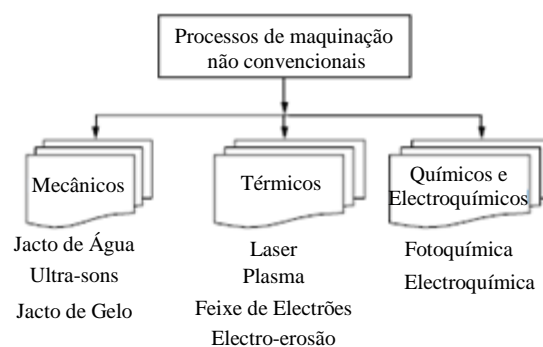 Processos de maquinação
não convencionais
Mecânicos
Jacto de Água
Ultra-sons
Jacto de Gelo
Térmicos
Laser
Plasma
Feixe de Electrões
Electro-erosão
Químicos e
Electroquímicos
Fotoquímica
Electroquímica